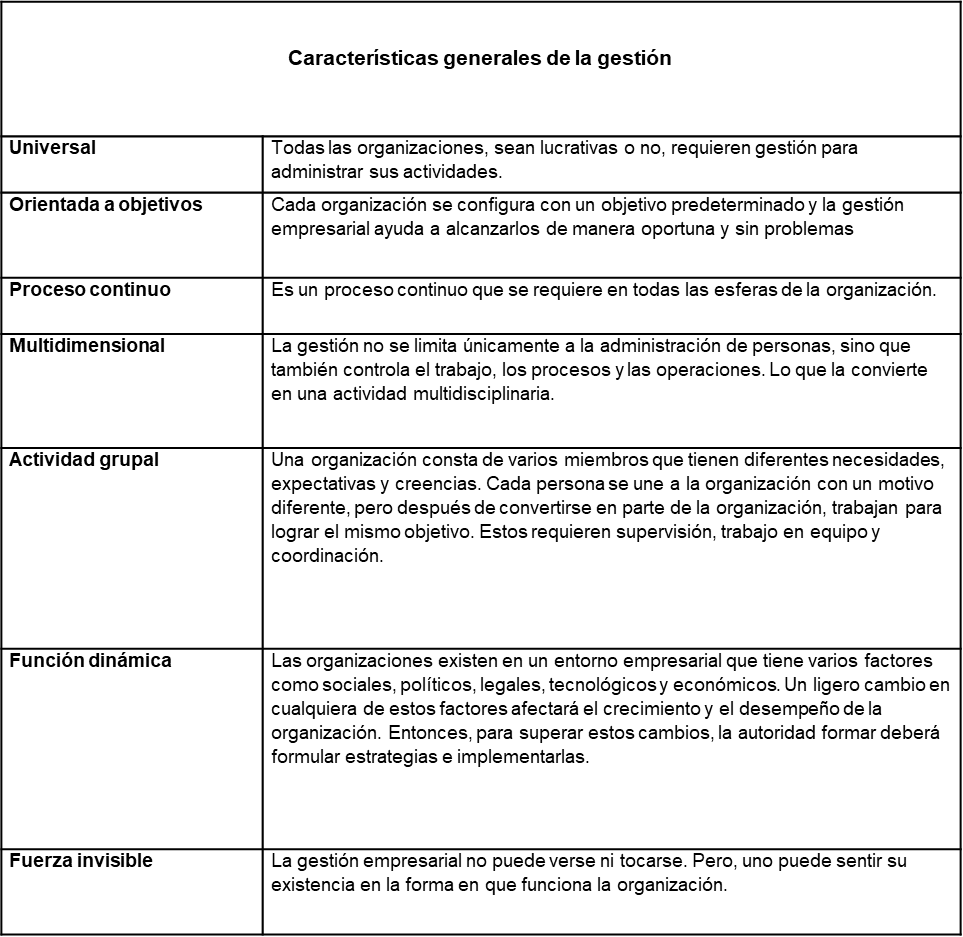 Características generales de la gestión
Universal
Todas las organizaciones, sean lucrativas o no, requieren gestión para
administrar sus actividades.
Orientada a objetivos
Cada organización se configura con un objetivo predeterminado y la gestión
empresarial ayuda a alcanzarlos de manera oportuna y sin problemas
Proceso continuo
Es un proceso continuo que se requiere en todas las esferas de la organización.
Multidimensional
La gestión no se limita únicamente a la administración de personas, sino que
también controla el trabajo, los procesos y las operaciones. Lo que la convierte
en una actividad multidisciplinaria.
Actividad grupal
Una organización consta de varios miembros que tienen diferentes necesidades,
expectativas y creencias. Cada persona se une a la organización con un motivo
diferente, pero después de convertirse en parte de la organización, trabajan para
lograr el mismo objetivo. Estos requieren supervisión, trabajo en equipo y
coordinación.
Función dinámica
Las organizaciones existen en un entorno empresarial que tiene varios factores
como sociales, políticos, legales, tecnológicos y económicos. Un ligero cambio en
cualquiera de estos factores afectará el crecimiento y el desempeño de la
organización. Entonces, para superar estos cambios, la autoridad formar deberá
formular estrategias e implementarlas.
Fuerza invisible
La gestión empresarial no puede verse ni tocarse. Pero, uno puede sentir su
existencia en la forma en que funciona la organización.